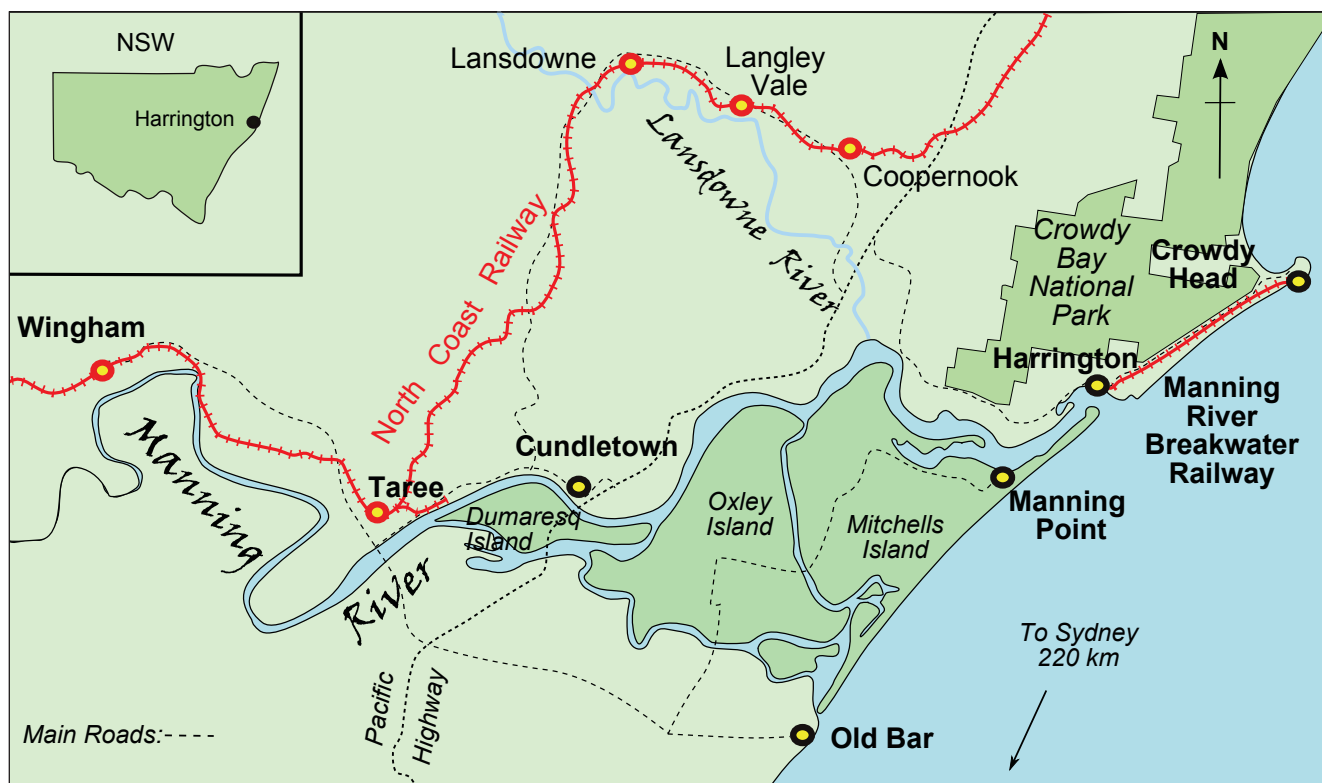 NSW
Harrington
N
Lansdowne
Langley
Vale
Coopernook
Lansdowne River
Crowdy
Bay
National
Park
Crowdy
Head
North Coast Railway
Wingham
Harrington
Manning
River
Breakwater
Railway
Manning
River
Taree
Cundletown
Dumaresq
Island
Oxley
Island
Mitchells
Island
Manning
Point
To Sydney
220 km
Pacific
Highway
Main Roads:----
Old Bar